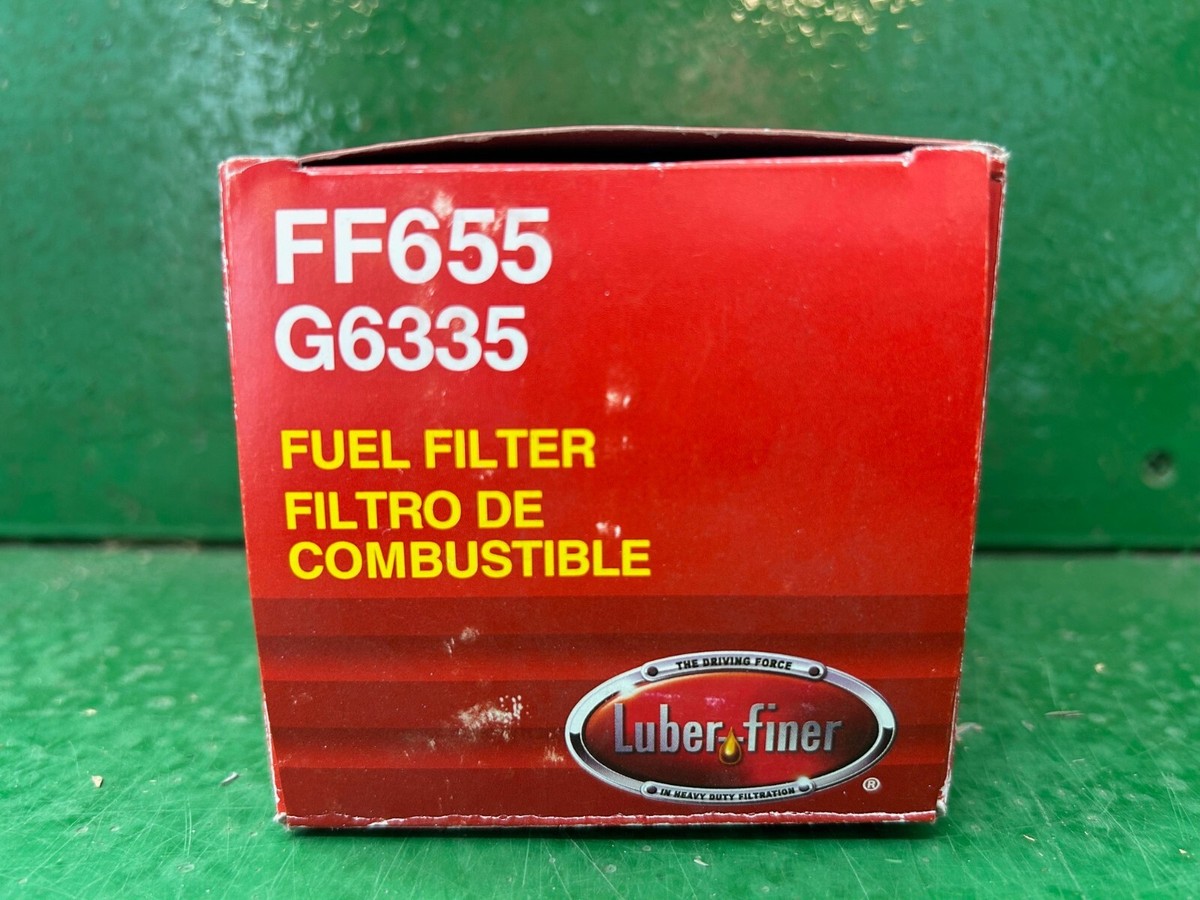 FF655
G6335
FUEL FILTER
FILTRO DE
COMBUSTIBLE
THE DRIVING FORCE
Luber-finer
IN HEAVY DUTY FILTRATION
®